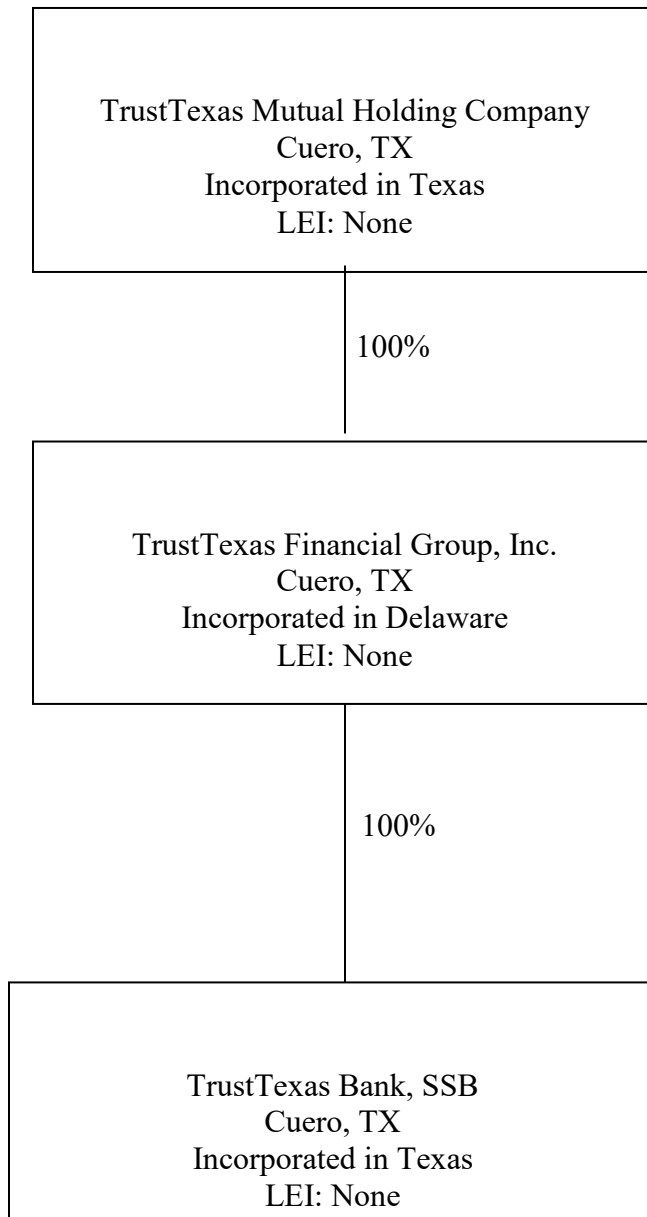 TrustTexas Mutual Holding Company
Cuero, TX
Incorporated in Texas
LEI: None
100%
TrustTexas Financial Group, Inc.
Cuero, TX
Incorporated in Delaware
LEI: None
100%
TrustTexas Bank, SSB
Cuero, TX
Incorporated in Texas
LEI: None